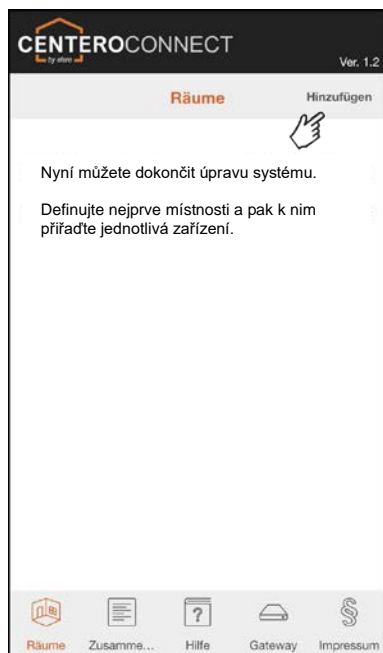 CENTEROCONNECT
by elero
Ver. 1.2
Räume
Hinzufügen
Nyní můžete dokončit úpravu systému.
Definujte nejprve místnosti a pak k nim
přiřaďte jednotlivá zařízení.
?
§
Räume Zusamme... Hilfe Gateway Impressum